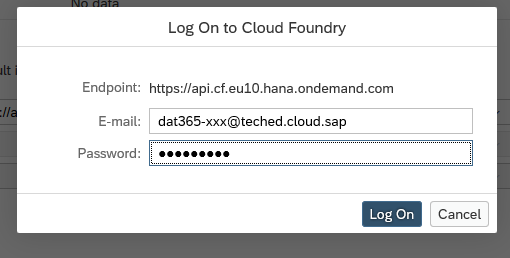 No data
Log On to Cloud Foundry
ult i
Endpoint: https://api.cf.eu10.hana.ondemand.com
://a
E-mail: dat365-xxx@teched.cloud.sap
Password: ●●●●●●●●●
Log On Cancel